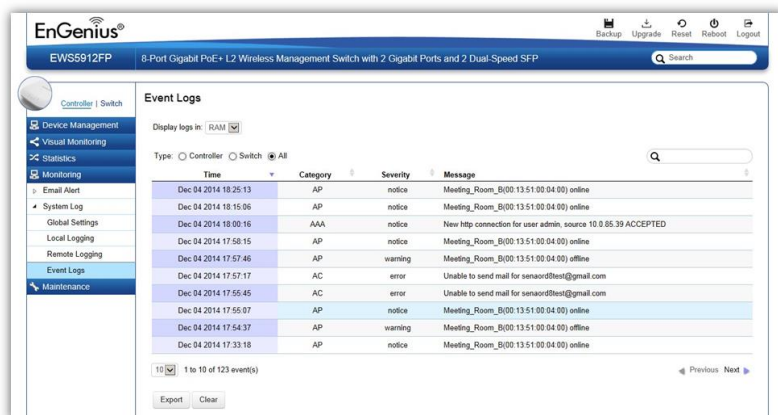 EnGenius®
Backup Upgrade Reset Reboot Logout
EWS5912FP 8-Port Gigabit PoE+ L2 Wireless Management Switch with 2 Gigabit Ports and 2 Dual-Speed SFP Search
Controller | Switch
Device Management
Visual Monitoring
Statistics
Monitoring
Email Alert
System Log
Global Settings
Local Logging
Remote Logging
Event Logs
Maintenance
Event Logs
Display logs in: RAM
Type: Controller Switch All
Time Category Severity Message
Dec 04 2014 18:25:13 AP notice Meeting_Room_B(00:13:51:00:04:00) online
Dec 04 2014 18:15:06 AP notice Meeting_Room_B(00:13:51:00:04:00) online
Dec 04 2014 18:00:16 AAA notice New http connection for user admin, source 10.0.85.39 ACCEPTED
Dec 04 2014 17:58:15 AP notice Meeting_Room_B(00:13:51:00:04:00) online
Dec 04 2014 17:57:46 AP warning Meeting_Room_B(00:13:51:00:04:00) offline
Dec 04 2014 17:57:17 AC error Unable to send mail for senaord8test@gmail.com
Dec 04 2014 17:55:45 AC error Unable to send mail for senaord8test@gmail.com
Dec 04 2014 17:55:07 AP notice Meeting_Room_B(00:13:51:00:04:00) online
Dec 04 2014 17:54:37 AP warning Meeting_Room_B(00:13:51:00:04:00) offline
Dec 04 2014 17:33:18 AP notice Meeting_Room_B(00:13:51:00:04:00) online
10 1 to 10 of 123 event(s) Previous Next
Export Clear